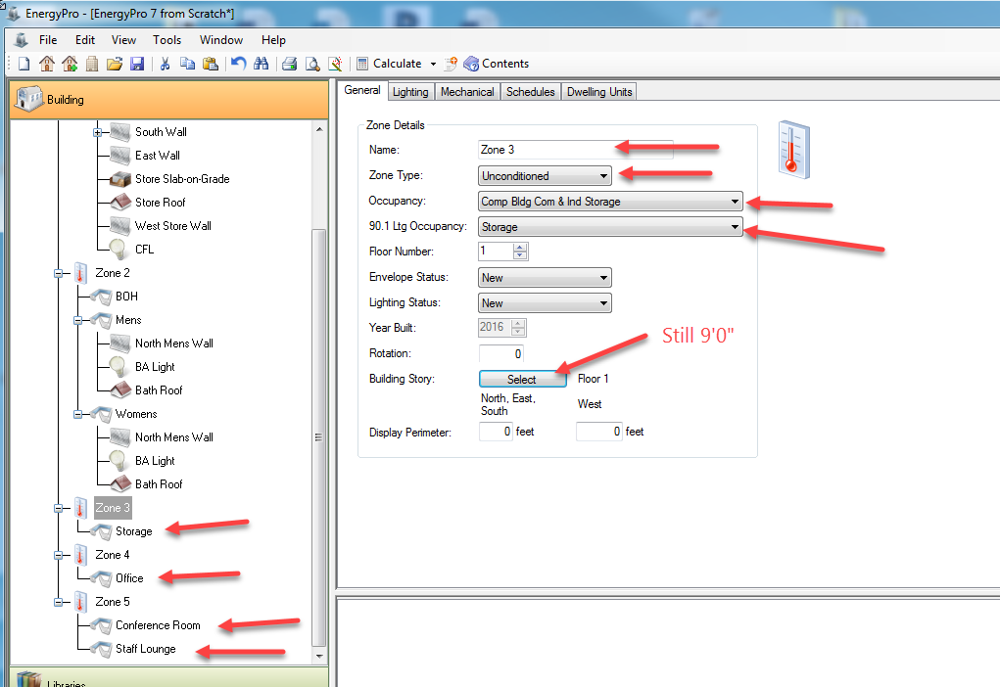 EnergyPro - [EnergyPro 7 from Scratch*]
File Edit View Tools Window Help
Calculate Contents
Building
South Wall
East Wall
Store Slab-on-Grade
Store Roof
West Store Wall
CFL
Zone 2
BOH
Mens
North Mens Wall
BA Light
Bath Roof
Womens
North Mens Wall
BA Light
Bath Roof
Zone 3
Storage
Zone 4
Office
Zone 5
Conference Room
Staff Lounge
Libraries
General Lighting Mechanical Schedules Dwelling Units
Zone Details
Name: Zone 3
Zone Type: Unconditioned
Occupancy: Comp Bldg Com & Ind Storage
90.1 Ltg Occupancy: Storage
Floor Number: 1
Envelope Status: New
Lighting Status: New
Year Built: 2016
Still 9'0"
Rotation: 0
Building Story: Select Floor 1
North, East, West
South
Display Perimeter: 0 feet 0 feet